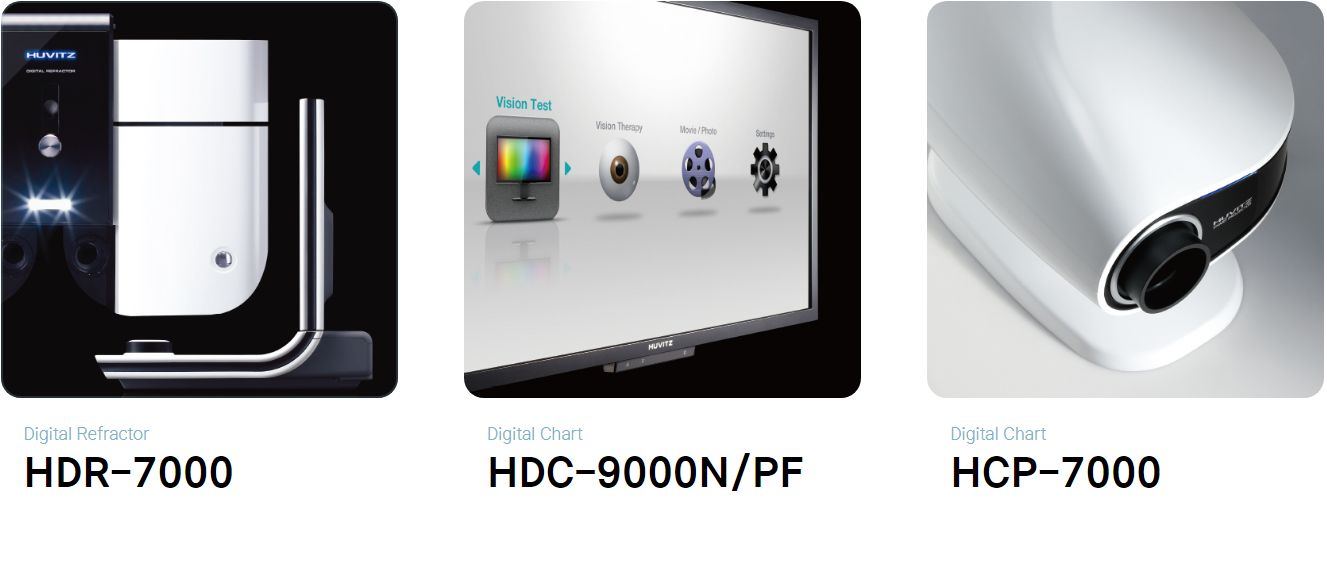 HUVITZ
DIGITAL REFRACTOR
Vision Test
Vision Therapy
Movie / Photo
Settings
HUVITZ
HUVITZ
Digital Refractor
HDR-7000
Digital Chart
HDC-9000N/PF
Digital Chart
HCP-7000